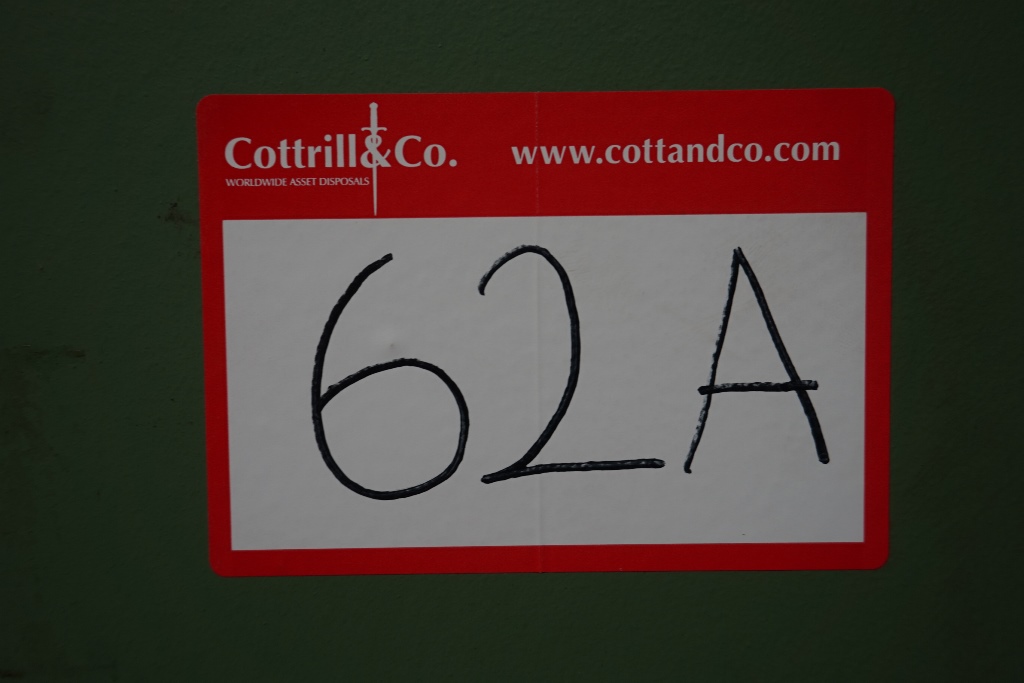 Cottrill&Co. www.cottandco.com
WORLDWIDE ASSET DISPOSALS
62A